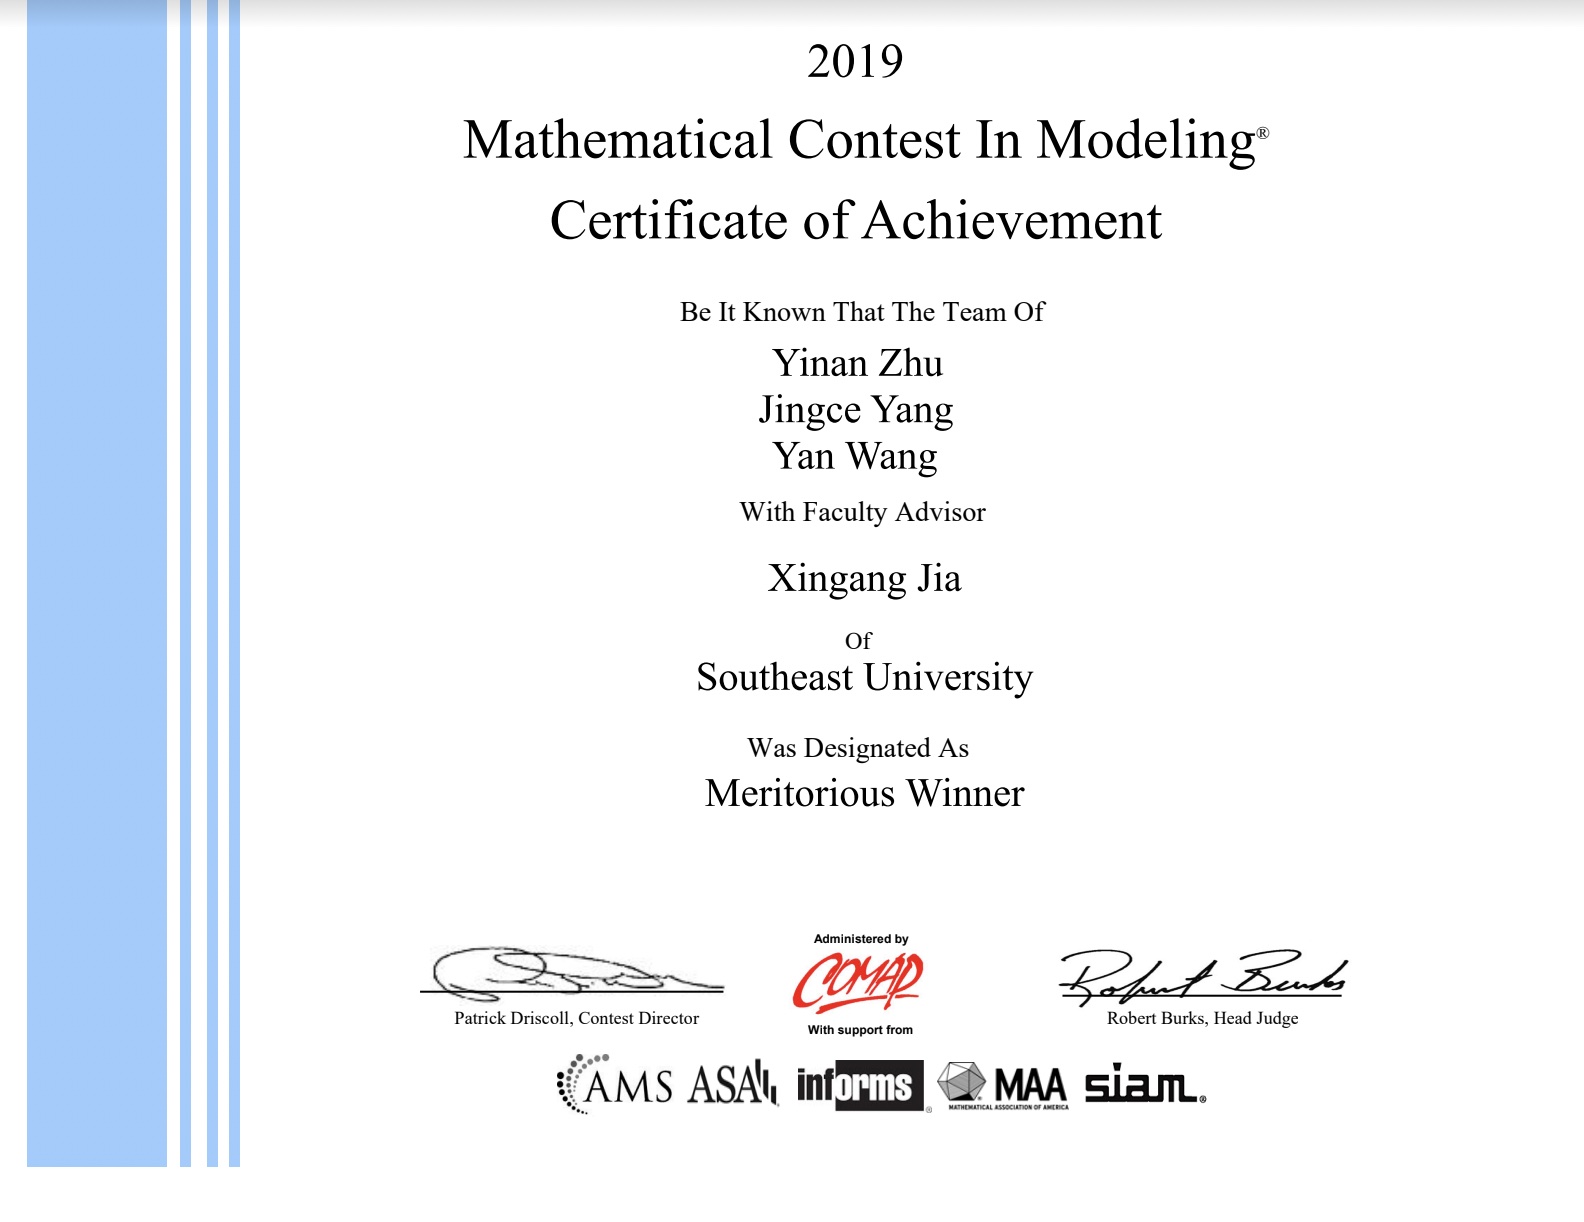 2019
Mathematical Contest In Modeling®
Certificate of Achievement
Be It Known That The Team Of
Yinan Zhu
Jingce Yang
Yan Wang
With Faculty Advisor
Xingang Jia
Of
Southeast University
Was Designated As
Meritorious Winner
Robert Burks
Administered by
COMAP
With support from
Patrick Driscoll, Contest Director
Robert Burks, Head Judge
AMS ASA informs® MAA siam®
MATHEMATICAL ASSOCIATION OF AMERICA